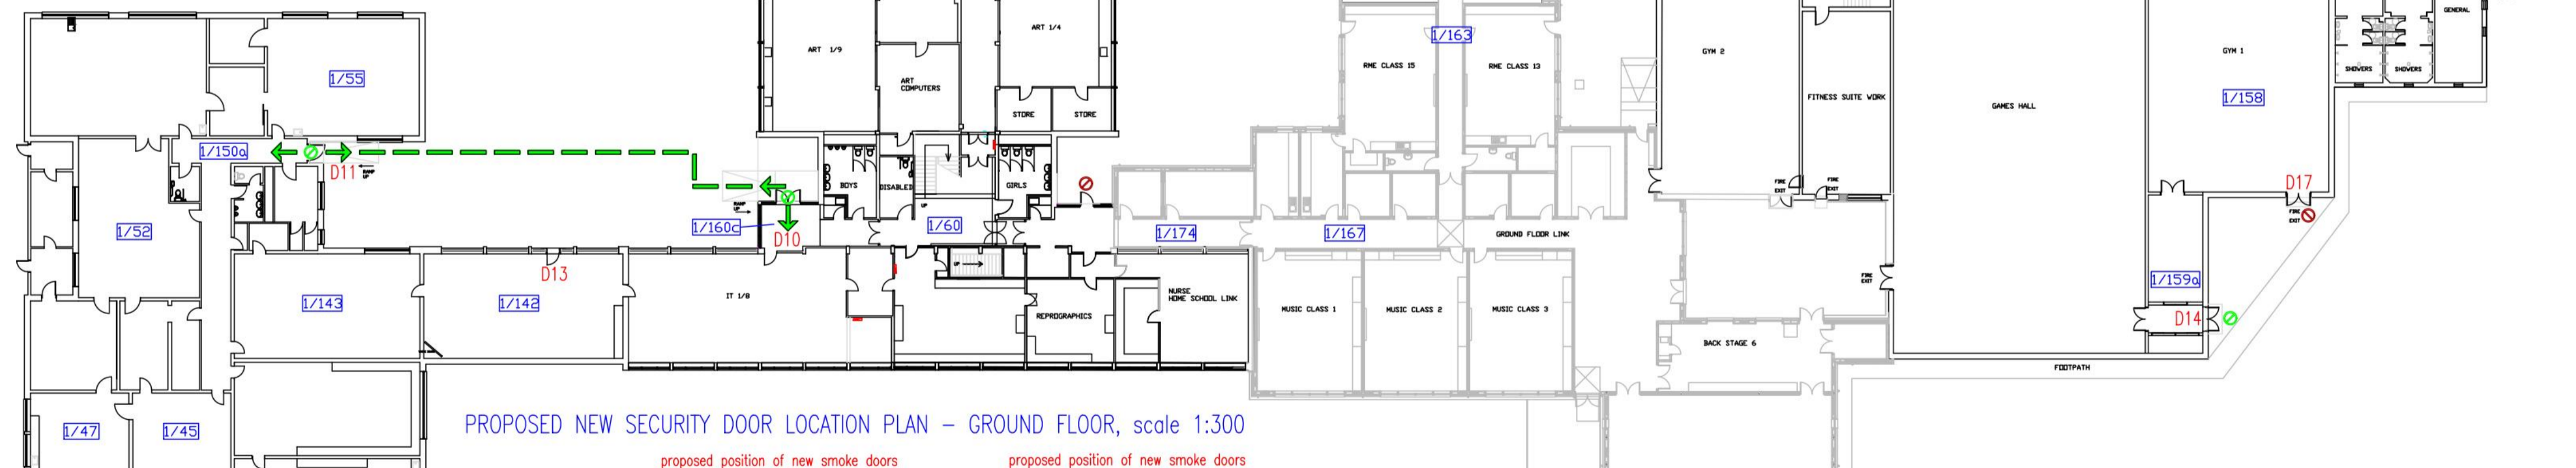 GENERAL
ART 1/4
1/163
ART 1/9
GYM 2
GYM 1
RME CLASS 15
RME CLASS 13
SHOWERS
SHOWERS
1/55
ART
COMPUTERS
FITNESS SUITE WORK
1/158
GAMES HALL
STORE
STORE
1/150a
D11
RAMP
UP
BOYS
DISABLED
GIRLS
FIRE
EXIT
FIRE
EXIT
D17
FIRE
EXIT
RAMP
UP
UP
1/160c
D10
1/60
1/52
1/174
1/167
GROUND FLOOR LINK
UP
D13
FIRE
EXIT
1/159a
1/143
1/142
IT 1/8
NURSE
HOME SCHOOL LINK
REPROGRAPHICS
MUSIC CLASS 1
MUSIC CLASS 2
MUSIC CLASS 3
D14
BACK STAGE 6
FOOTPATH
1/47
1/45
PROPOSED NEW SECURITY DOOR LOCATION PLAN - GROUND FLOOR, scale 1:300
proposed position of new smoke doors
proposed position of new smoke doors